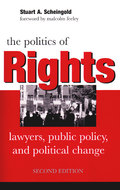 Stuart A. Scheingold
foreword by malcolm feeley
the politics of
Rights
lawyers, public policy,
and political change
SECOND EDITION